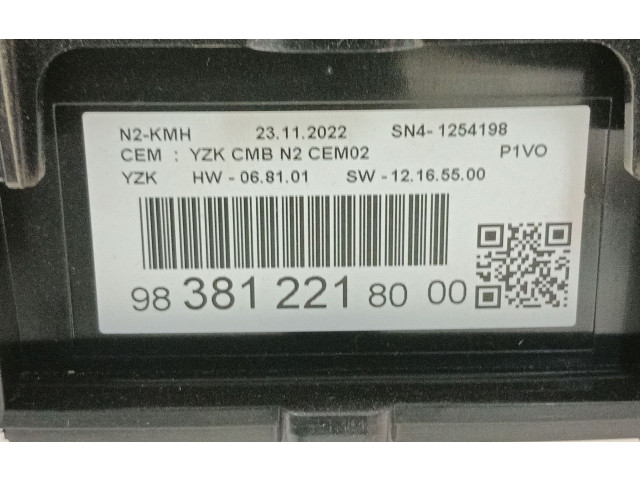 N2-KMH 23.11.2022 SN4- 1254198
CEM : YZK CMB N2 CEM02 P1VO
YZK HW - 06.81.01 SW - 12.16.55.00
98 381 221 80 00